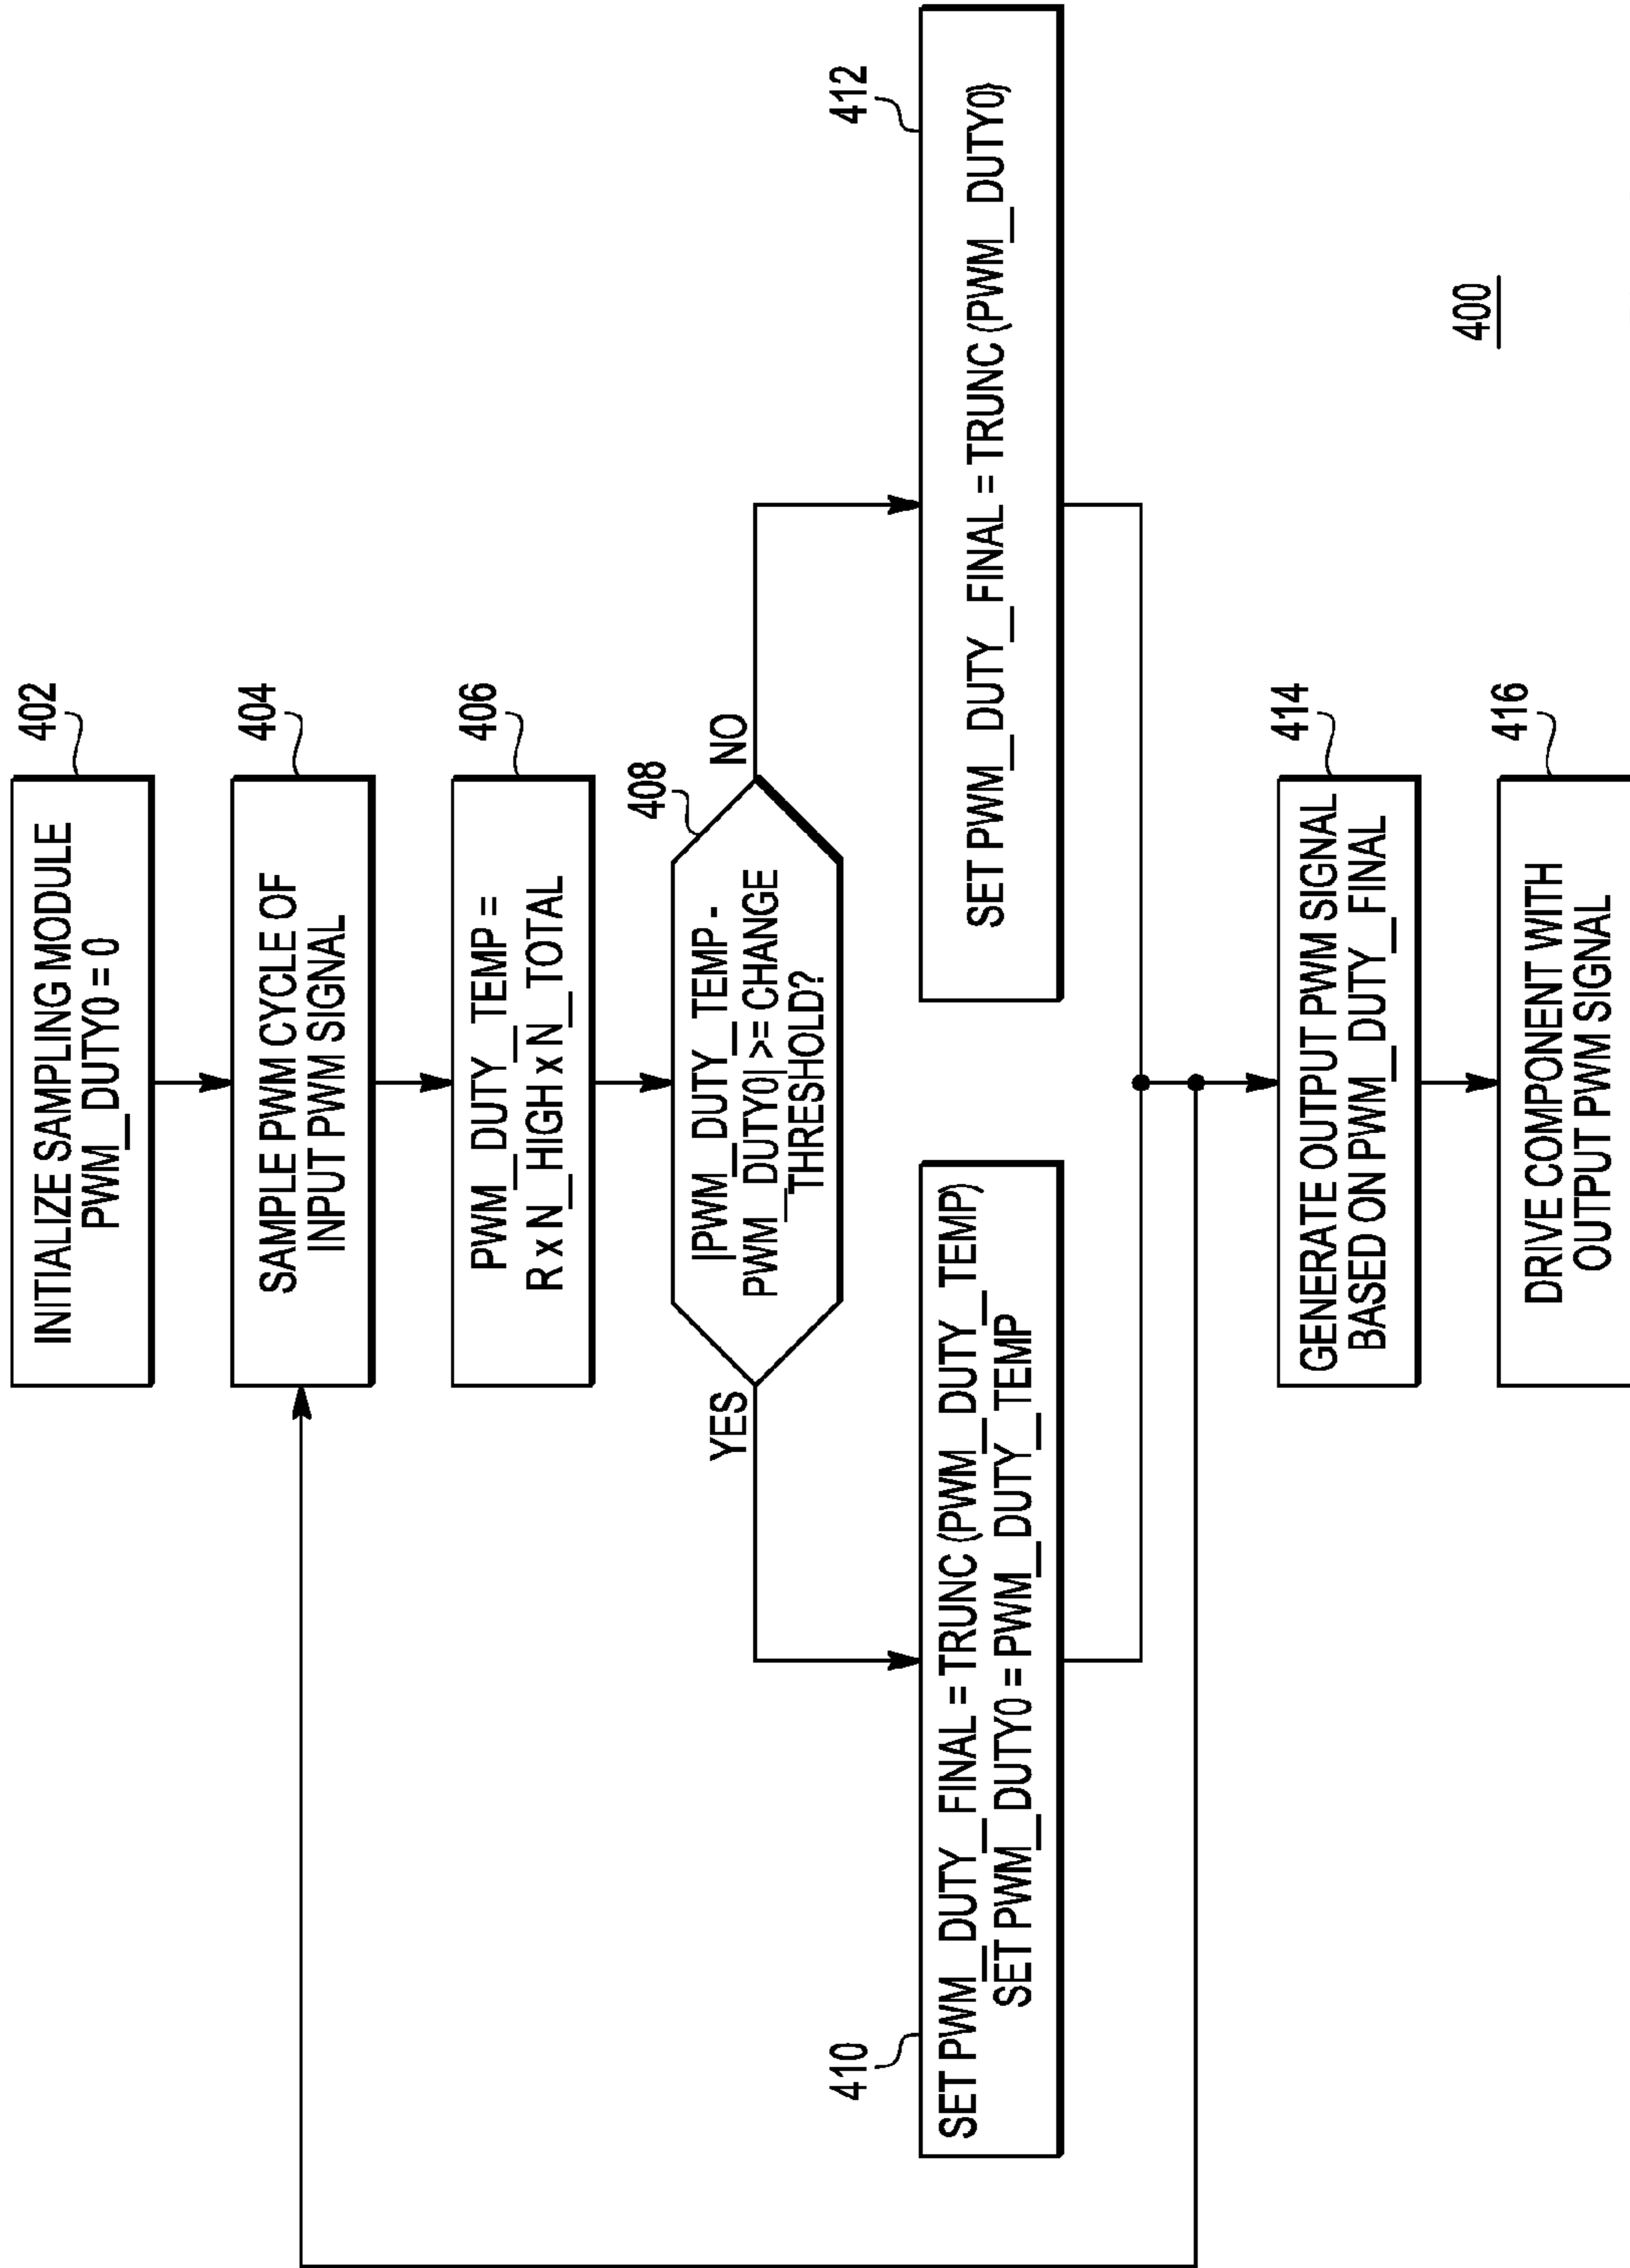 402
INITIALIZE SAMPLING MODULE
PWM_DUTY0 = 0
404
SAMPLE PWM CYCLE OF
INPUT PWM SIGNAL
406
PWM_DUTY_TEMP =
R x N_HIGH x N_TOTAL
408
|PWM_DUTY_TEMP -
PWM_DUTY0| >= CHANGE
_THRESHOLD?
YES
NO
410
SET PWM_DUTY_FINAL = TRUNC (PWM_DUTY_TEMP)
SET PWM_DUTY0 = PWM_DUTY_TEMP
412
SET PWM_DUTY_FINAL = TRUNC (PWM_DUTY0)
414
GENERATE OUTPUT PWM SIGNAL
BASED ON PWM_DUTY_FINAL
416
DRIVE COMPONENT WITH
OUTPUT PWM SIGNAL
400